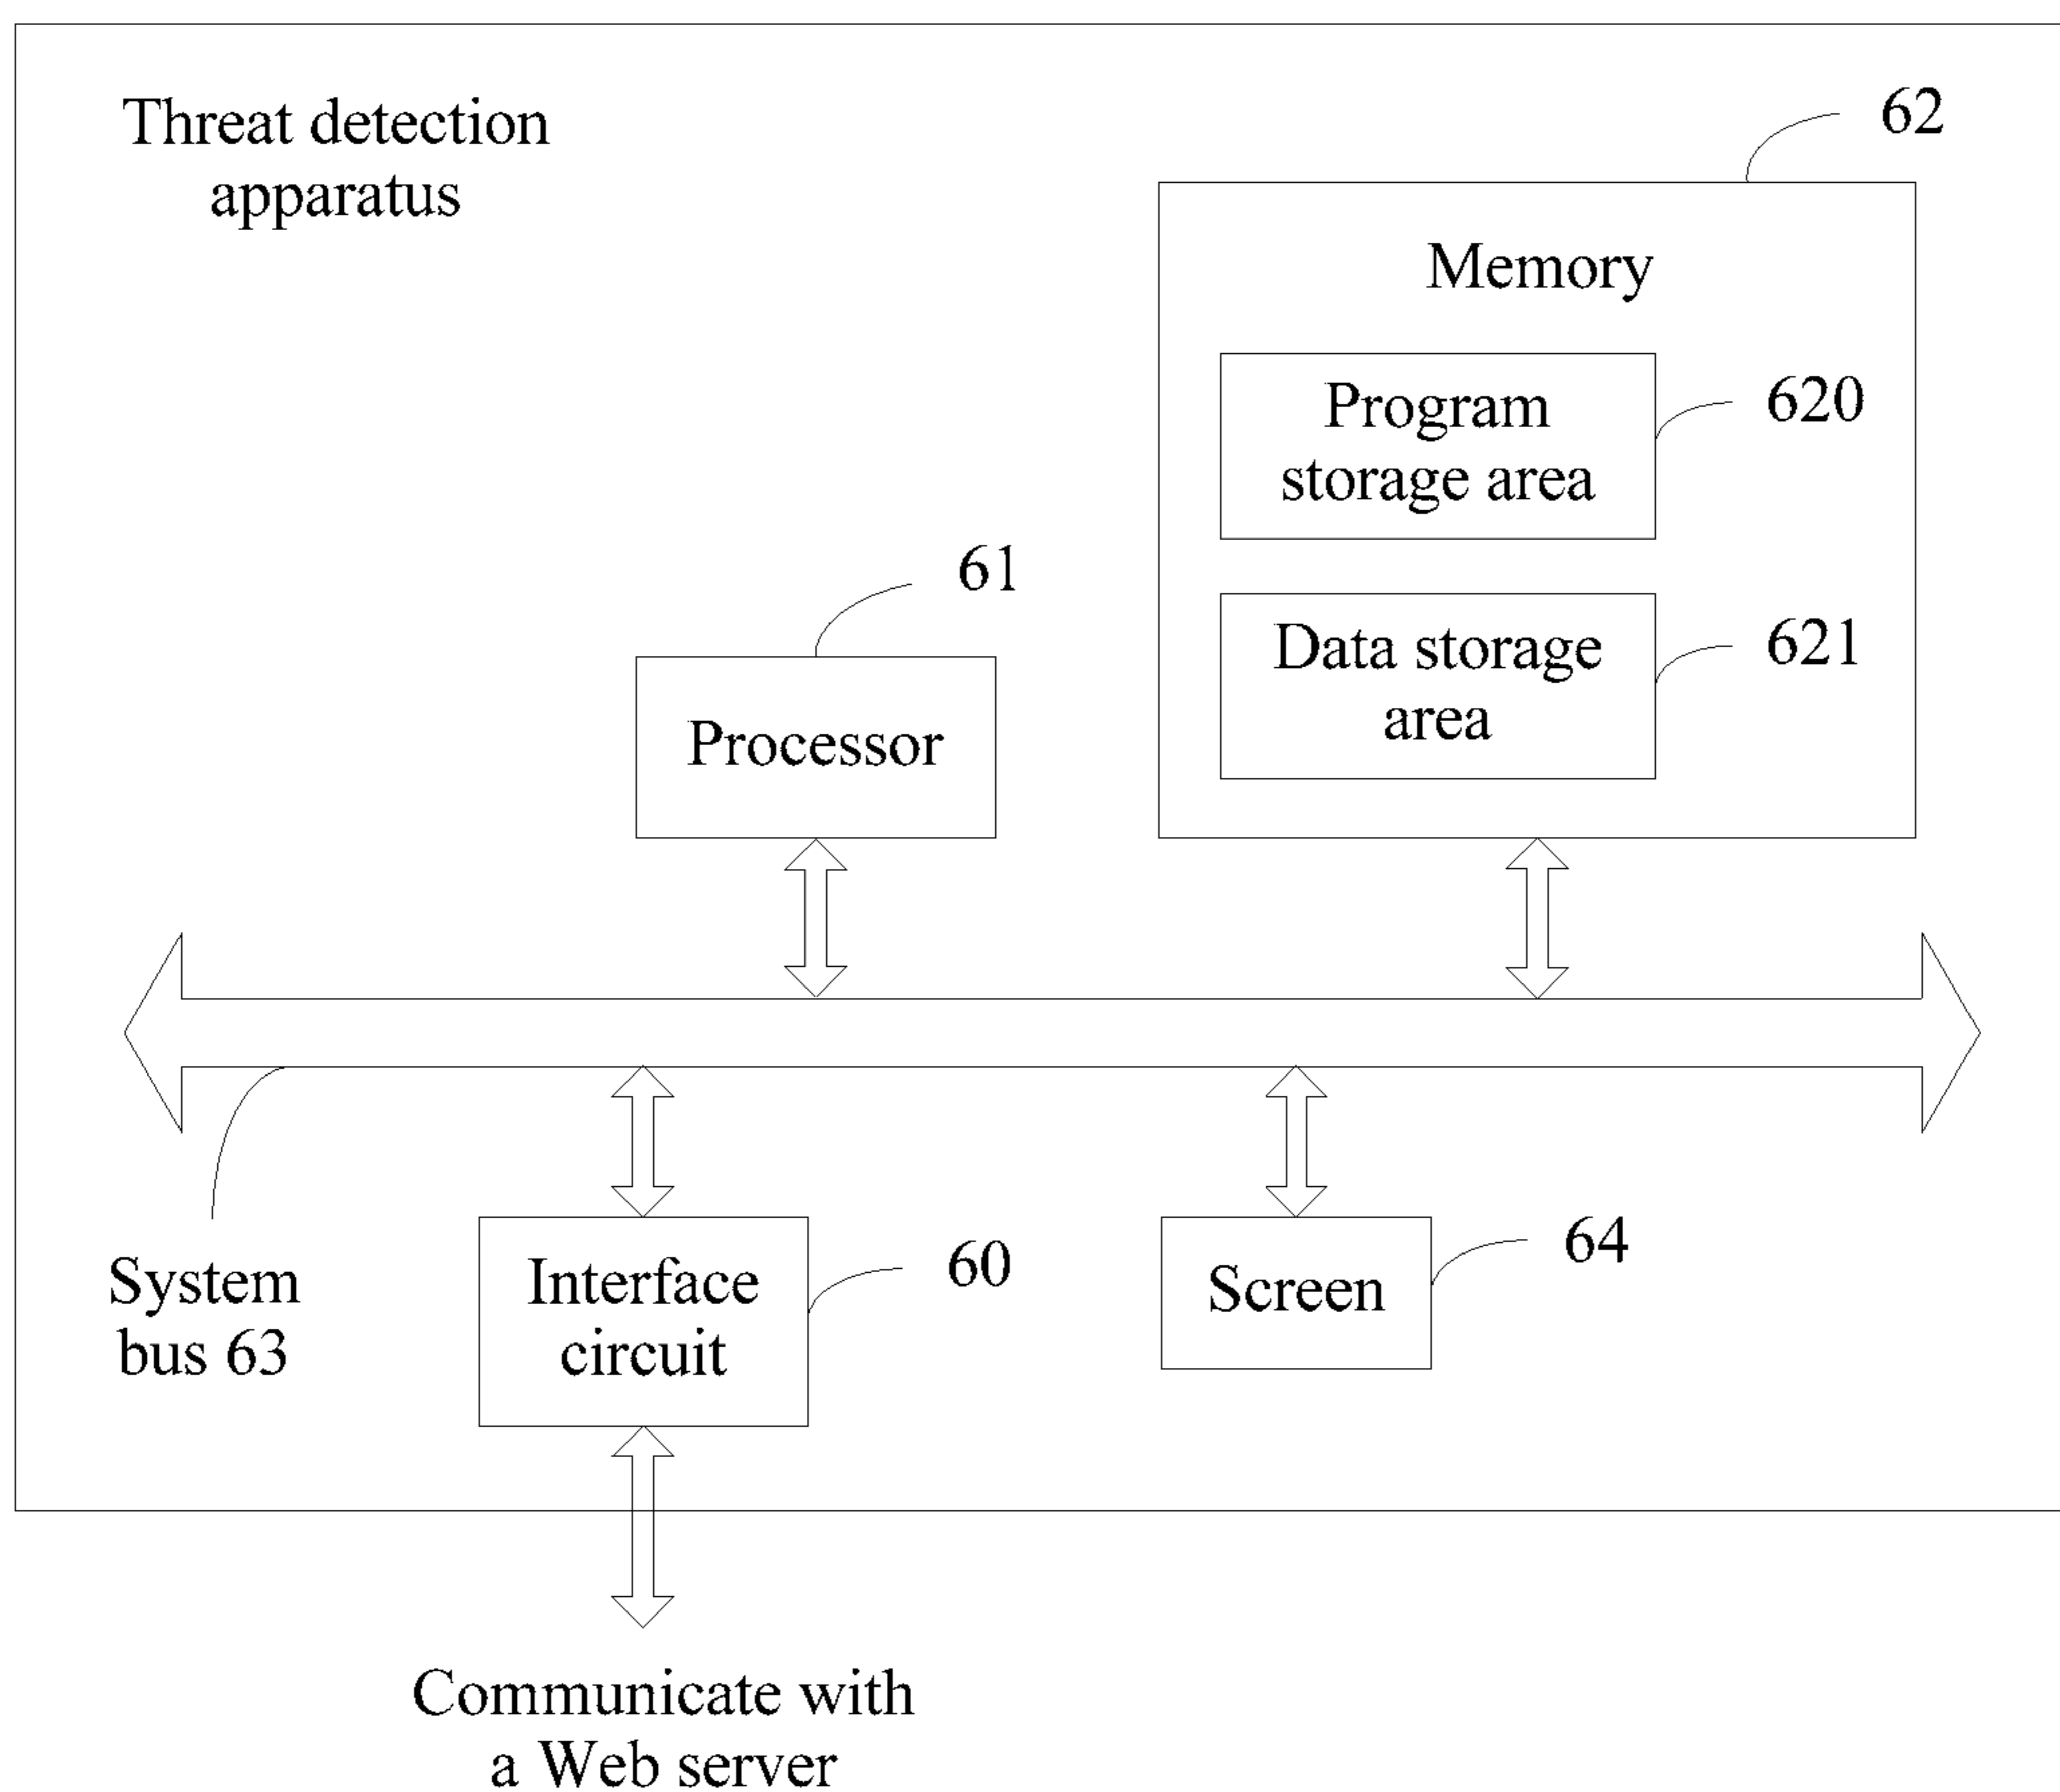 Threat detection
apparatus
62
Memory
Program
storage area
620
Data storage
area
621
61
Processor
System
bus 63
Interface
circuit
60
Screen
64
Communicate with
a Web server